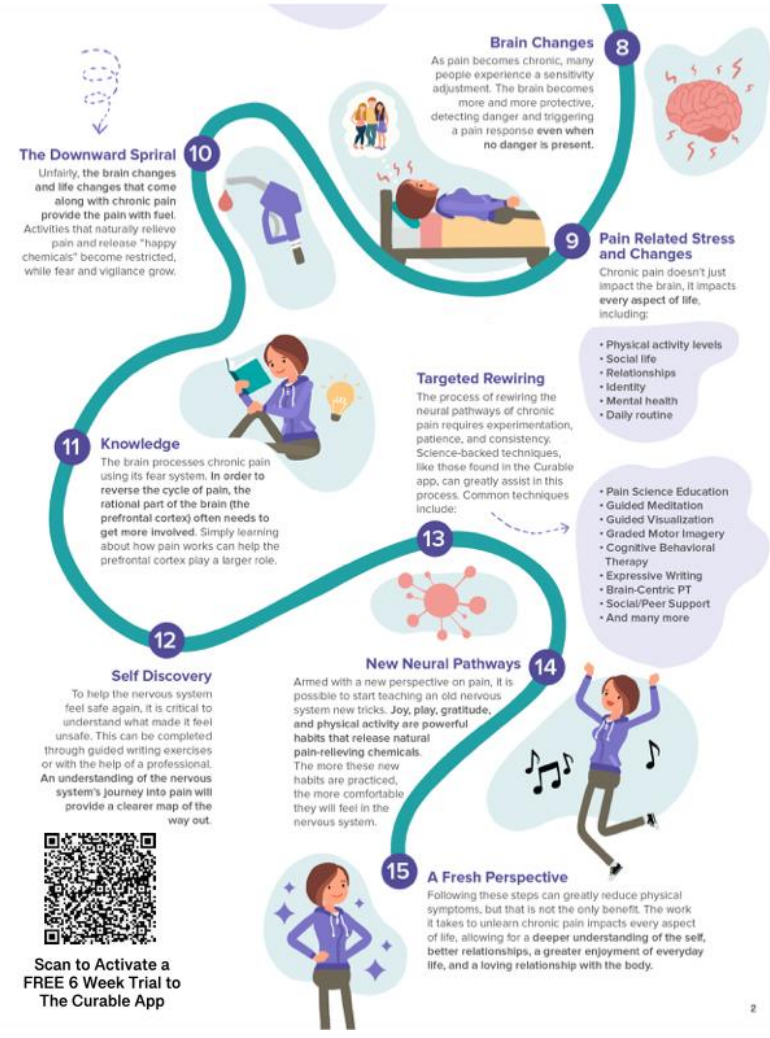 Brain Changes
8
As pain becomes chronic, many
people experience a sensitivity
adjustment. The brain becomes
more and more protective,
detecting danger and triggering
a pain response even when
no danger is present.
9
Pain Related Stress
and Changes
Chronic pain doesn't just
impact the brain, it impacts
every aspect of life,
including:
• Physical activity levels
• Social life
• Relationships
• Identity
• Mental health
• Daily routine
The Downward Spriral
10
Unfairly, the brain changes
and life changes that come
along with chronic pain
provide the pain with fuel.
Activities that naturally relieve
pain and release "happy
chemicals" become restricted,
while fear and vigilance grow.
11
Knowledge
The brain processes chronic pain
using its fear system. In order to
reverse the cycle of pain, the
rational part of the brain (the
prefrontal cortex) often needs to
get more involved. Simply learning
about how pain works can help the
prefrontal cortex play a larger role.
12
Self Discovery
To help the nervous system
feel safe again, it is critical to
understand what made it feel
unsafe. This can be completed
through guided writing exercises
or with the help of a professional.
An understanding of the nervous
system's journey into pain will
provide a clearer map of the
way out.
Targeted Rewiring
The process of rewiring the
neural pathways of chronic
pain requires experimentation,
patience, and consistency.
Science-backed techniques,
like those found in the Curable
app, can greatly assist in this
process. Common techniques
include:
13
• Pain Science Education
• Guided Meditation
• Guided Visualization
• Graded Motor Imagery
• Cognitive Behavioral
Therapy
• Expressive Writing
• Brain-Centric PT
• Social/Peer Support
• And many more
New Neural Pathways
14
Armed with a new perspective on pain, it is
possible to start teaching an old nervous
system new tricks. Joy, play, gratitude,
and physical activity are powerful
habits that release natural
pain-relieving chemicals.
The more these new
habits are practiced,
the more comfortable
they will feel in the
nervous system.
15
A Fresh Perspective
Following these steps can greatly reduce physical
symptoms, but that is not the only benefit. The work
it takes to unlearn chronic pain impacts every aspect
of life, allowing for a deeper understanding of the self,
better relationships, a greater enjoyment of everyday
life, and a loving relationship with the body.
Scan to Activate a
FREE 6 Week Trial to
The Curable App
2